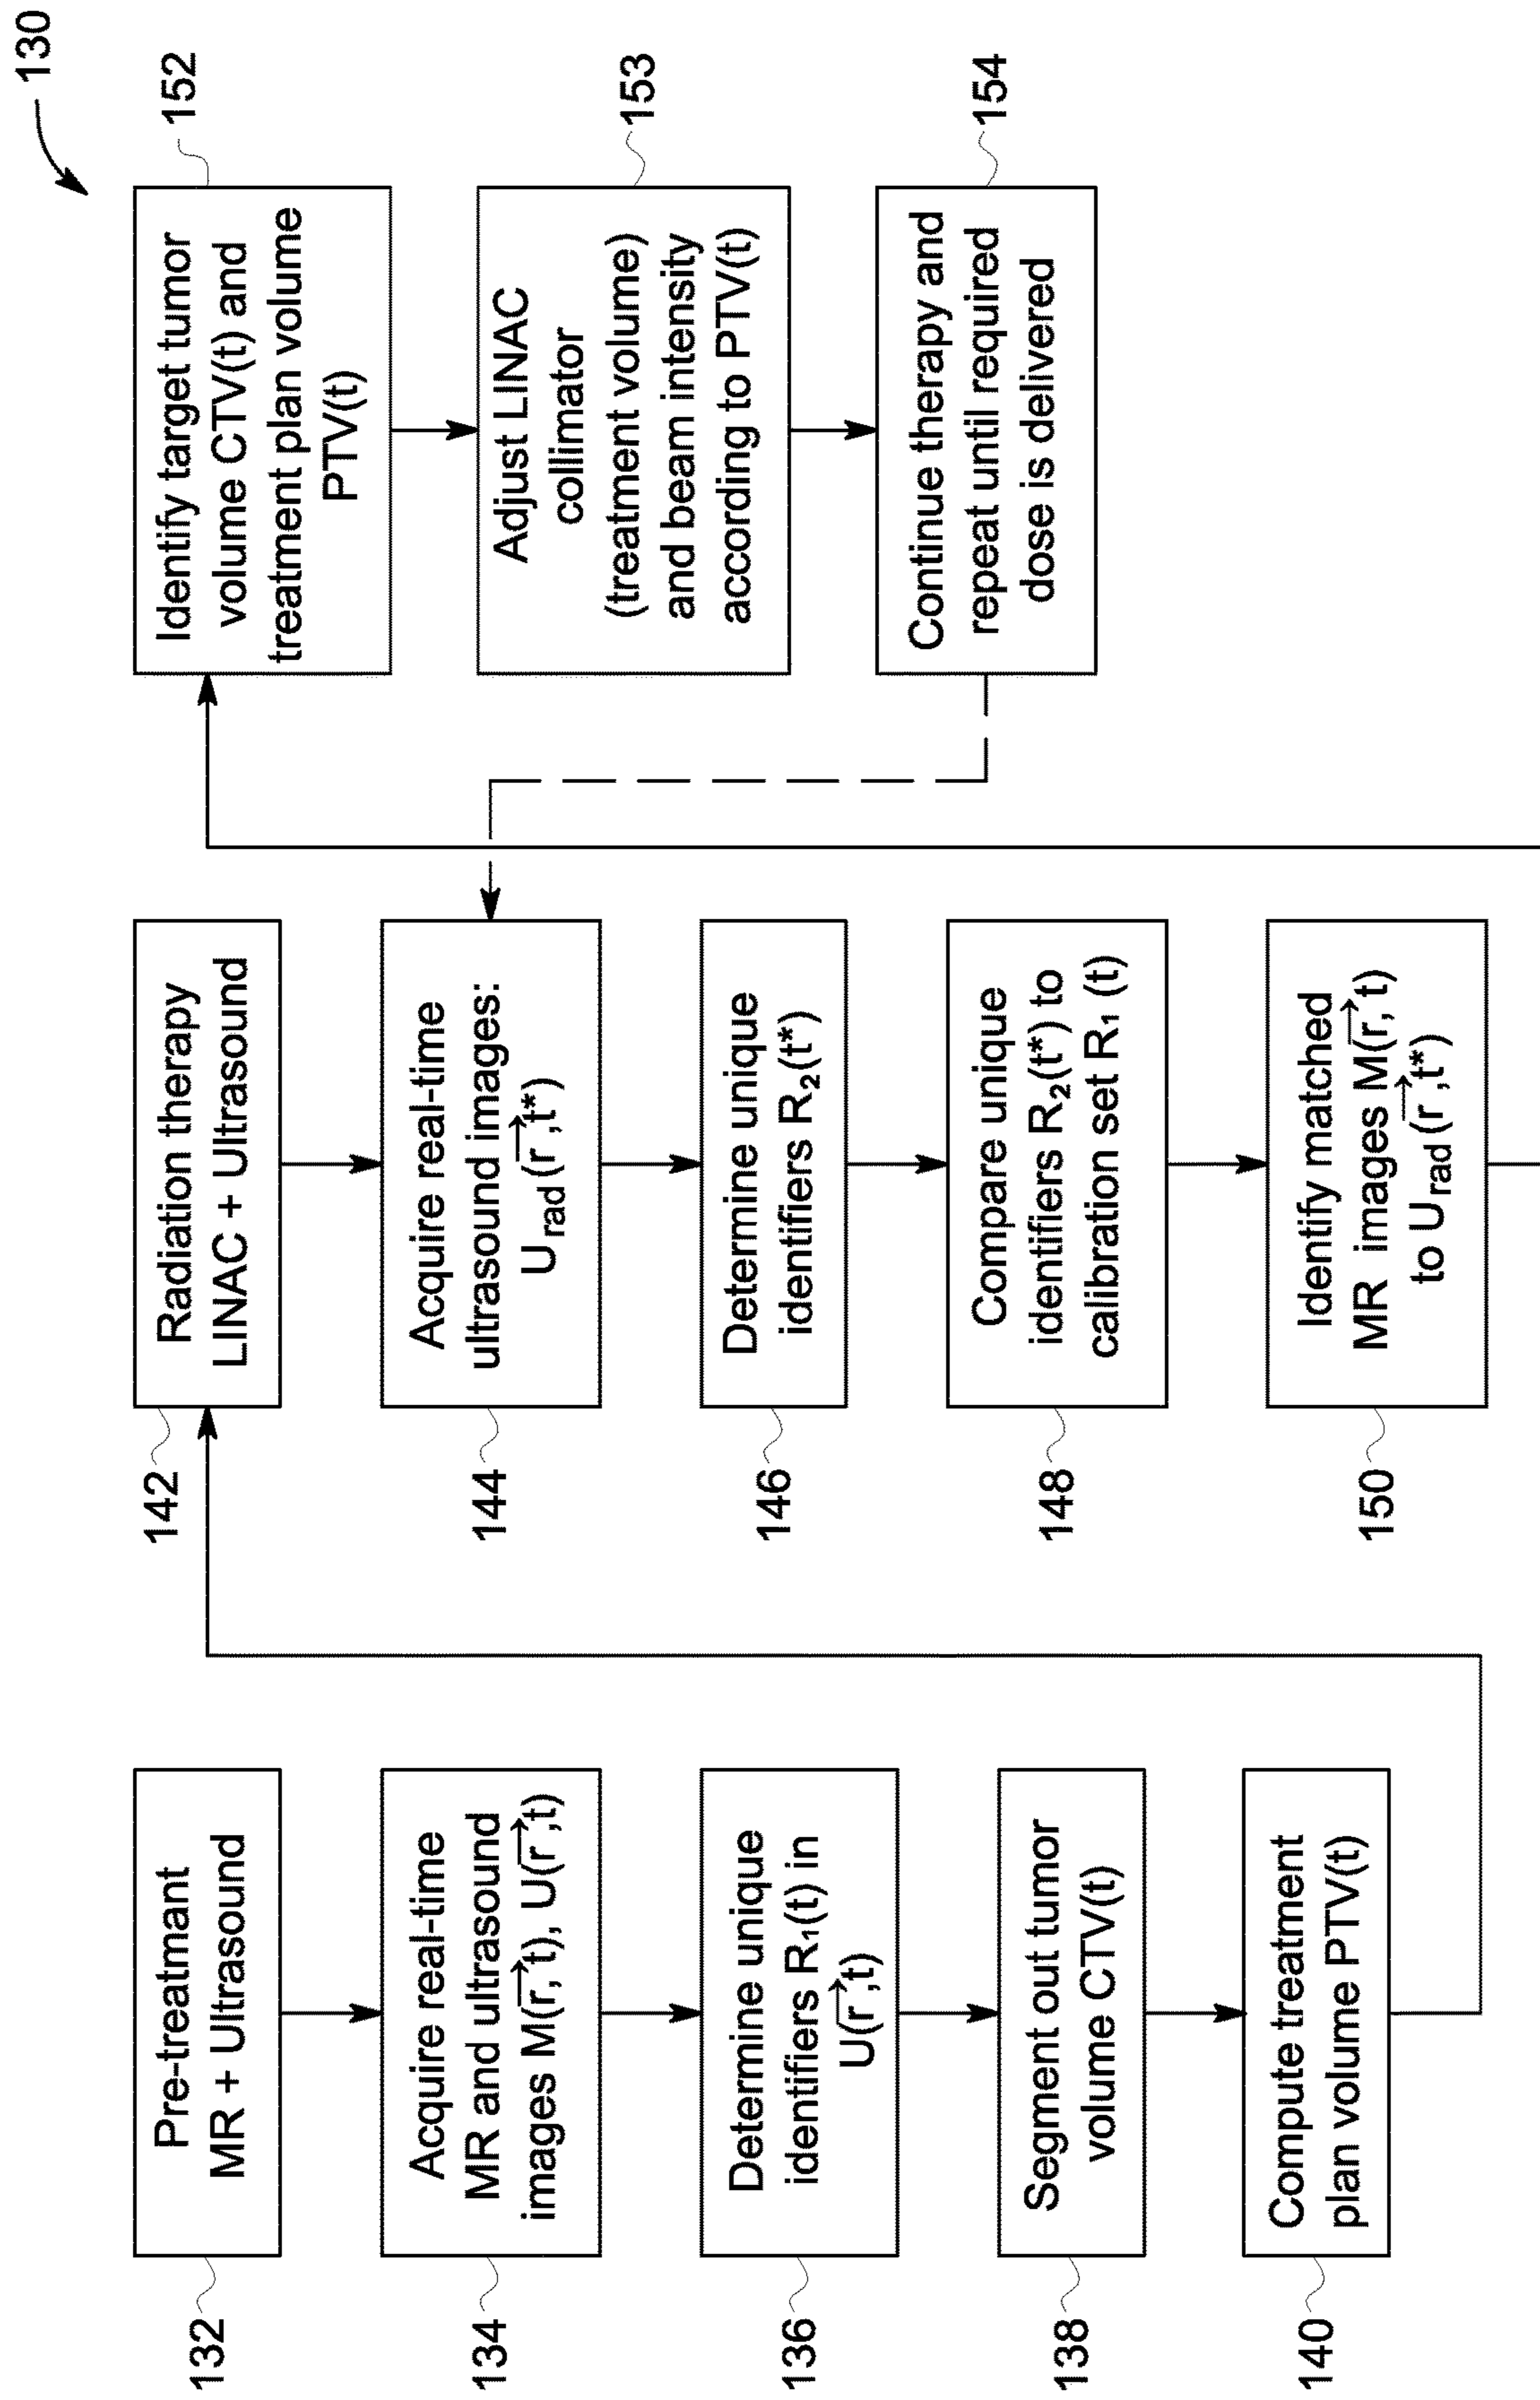 130
132
Pre-treatmant
MR + Ultrasound
134
Acquire real-time
MR and ultrasound
images M(r⃗,t), U(r⃗,t)
136
Determine unique
identifiers R₁(t) in
U(r⃗,t)
138
Segment out tumor
volume CTV(t)
140
Compute treatment
plan volume PTV(t)
142
Radiation therapy
LINAC + Ultrasound
144
Acquire real-time
ultrasound images:
U_rad(r⃗,t*)
146
Determine unique
identifiers R₂(t*)
148
Compare unique
identifiers R₂(t*) to
calibration set R₁ (t)
150
Identify matched
MR images M(r⃗,t)
to U_rad(r⃗,t*)
152
Identify target tumor
volume CTV(t) and
treatment plan volume
PTV(t)
153
Adjust LINAC
collimator
(treatment volume)
and beam intensity
according to PTV(t)
154
Continue therapy and
repeat until required
dose is delivered